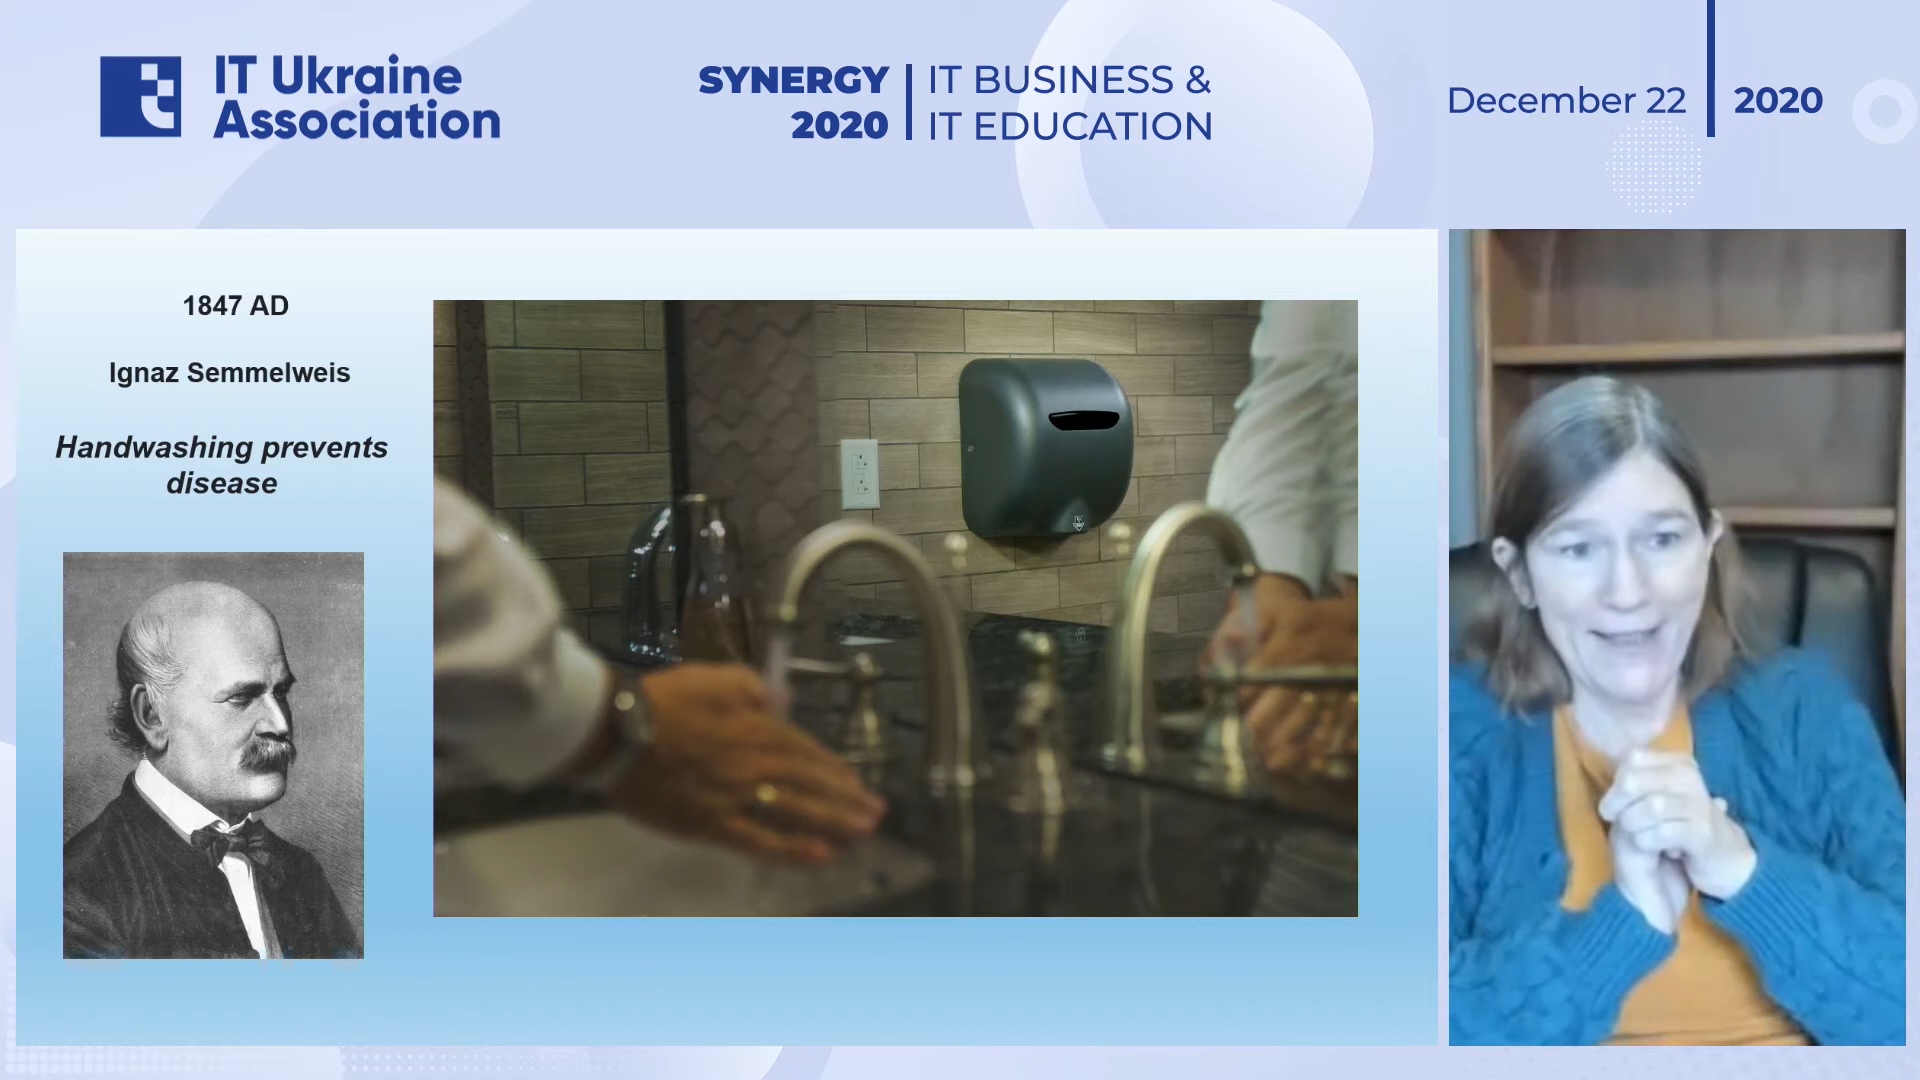 IT Ukraine
Association
SYNERGY
2020
IT BUSINESS &
IT EDUCATION
December 22
2020
1847 AD
Ignaz Semmelweis
Handwashing prevents
disease